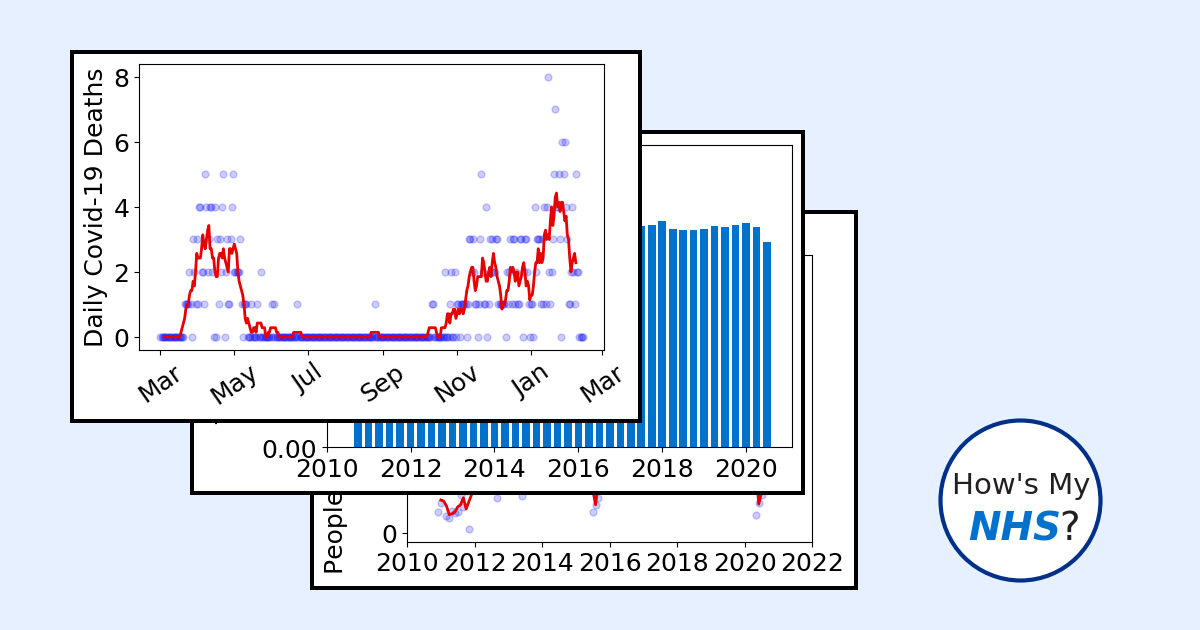 Daily Covid-19 Deaths
8
6
4
2
0
Mar May Jul Sep Nov Jan Mar
0.00
2010 2012 2014 2016 2018 2020
People
0
2010 2012 2014 2016 2018 2020 2022
How's My
NHS?